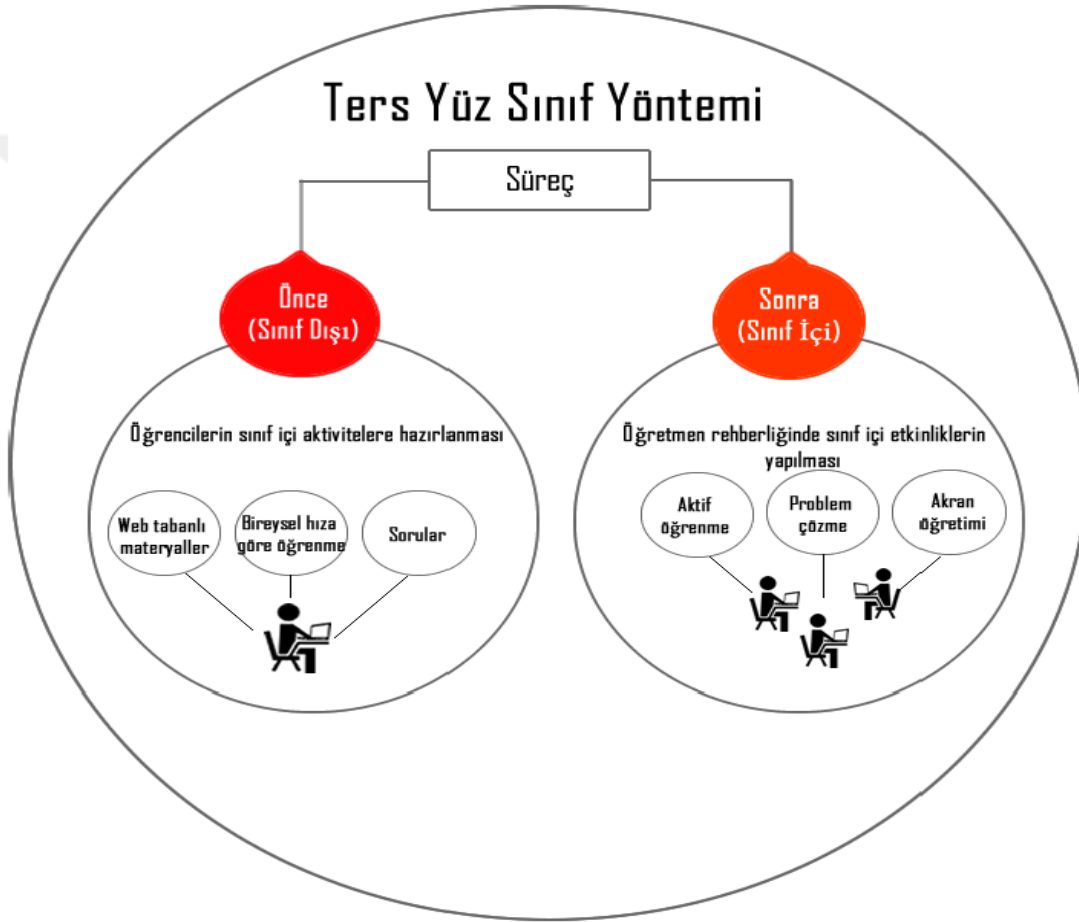 Ters Yüz Sınıf Yöntemi
Süreç
Önce
(Sınıf Dışı)
Öğrencilerin sınıf içi aktivitelere hazırlanması
Web tabanlı
materyaller
Bireysel hıza
göre öğrenme
Sorular
Sonra
(Sınıf İçi)
Öğretmen rehberliğinde sınıf içi etkinliklerin
yapılması
Aktif
öğrenme
Problem
çözme
Akran
öğretimi